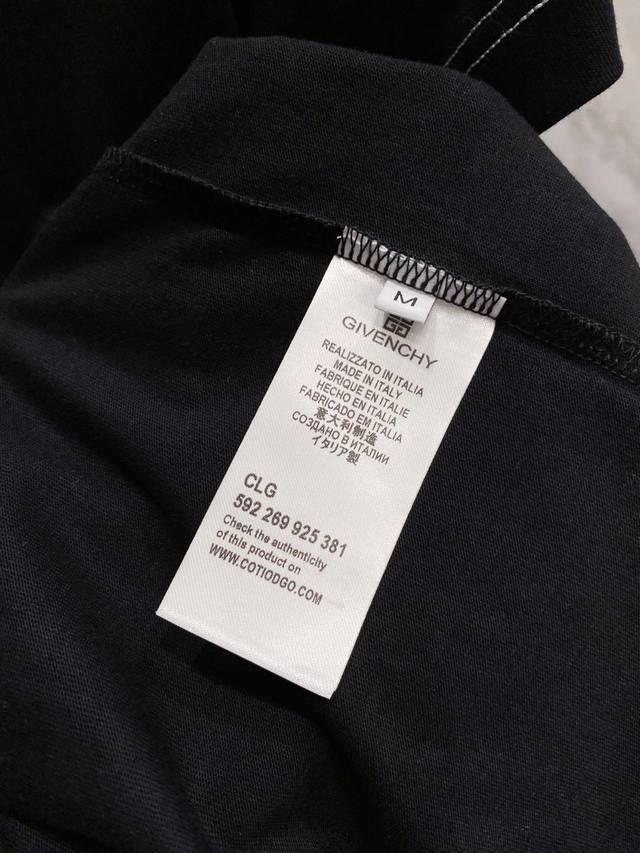 M
GIVENCHY
REALIZZATO IN ITALIA
MADE IN ITALY
FABRIQUE EN ITALIE
HECHO EN ITALIA
FABRICADO EM ITALIA
意大利制造
СОЗДАНО В ИТАЛИИ
イタリア製
CLG
592 269 925 381
Check the authenticity
of this product on
WWW.COTIODGO.COM